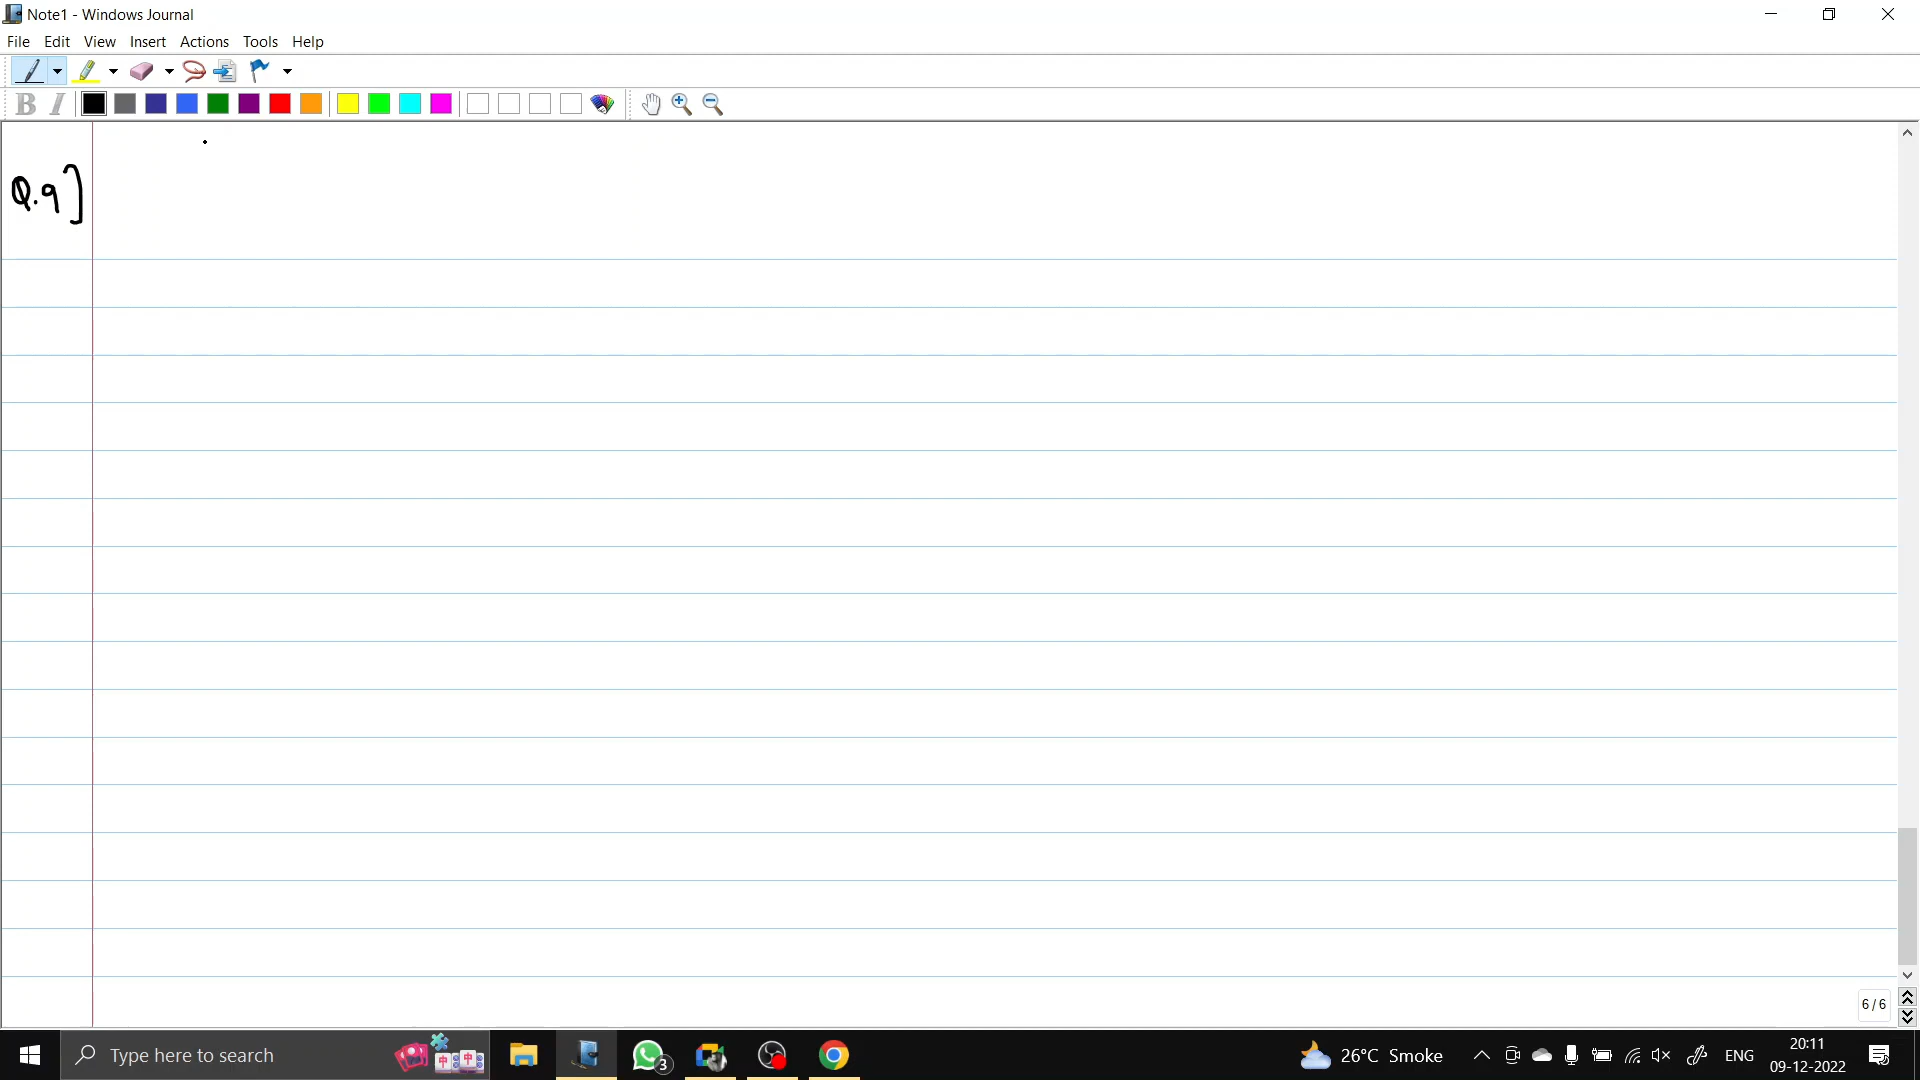 Note1 - Windows Journal
File Edit View Insert Actions Tools Help
B I
Q.9]
6 / 6
Type here to search
3
26°C Smoke
ENG
20:11
09-12-2022